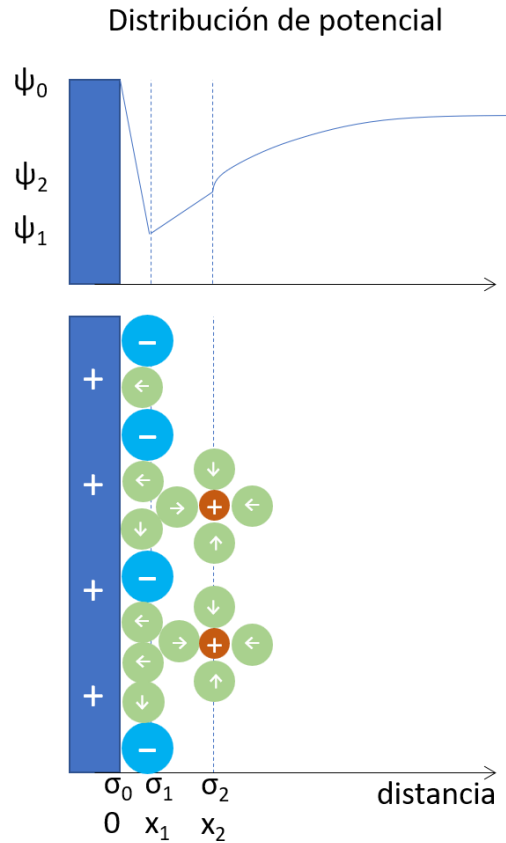 Distribución de potencial
ψ₀
ψ₂
ψ₁
−
+
←
−
+
←
↓
→ + ←
↓
↑
−
+
←
↓
→ + ←
←
↑
+
↓
−
σ₀ σ₁ σ₂ distancia
0 x₁ x₂